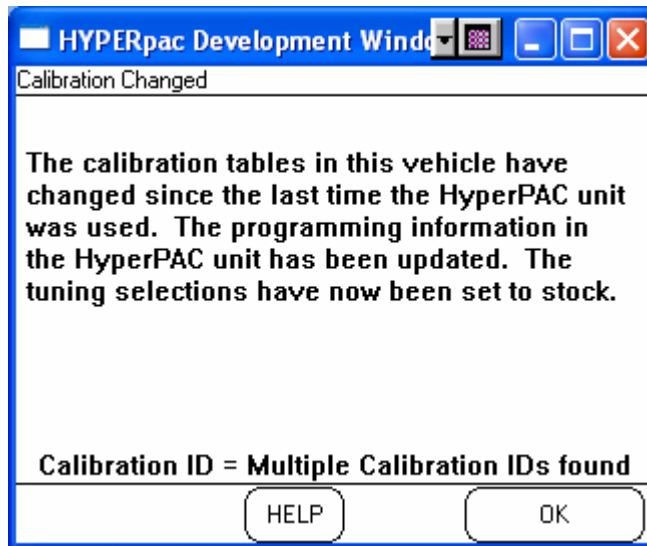 HYPERpac Development Windo
Calibration Changed
The calibration tables in this vehicle have
changed since the last time the HyperPAC unit
was used.  The programming information in
the HyperPAC unit has been updated.  The
tuning selections have now been set to stock.
Calibration ID = Multiple Calibration IDs found
HELP
OK